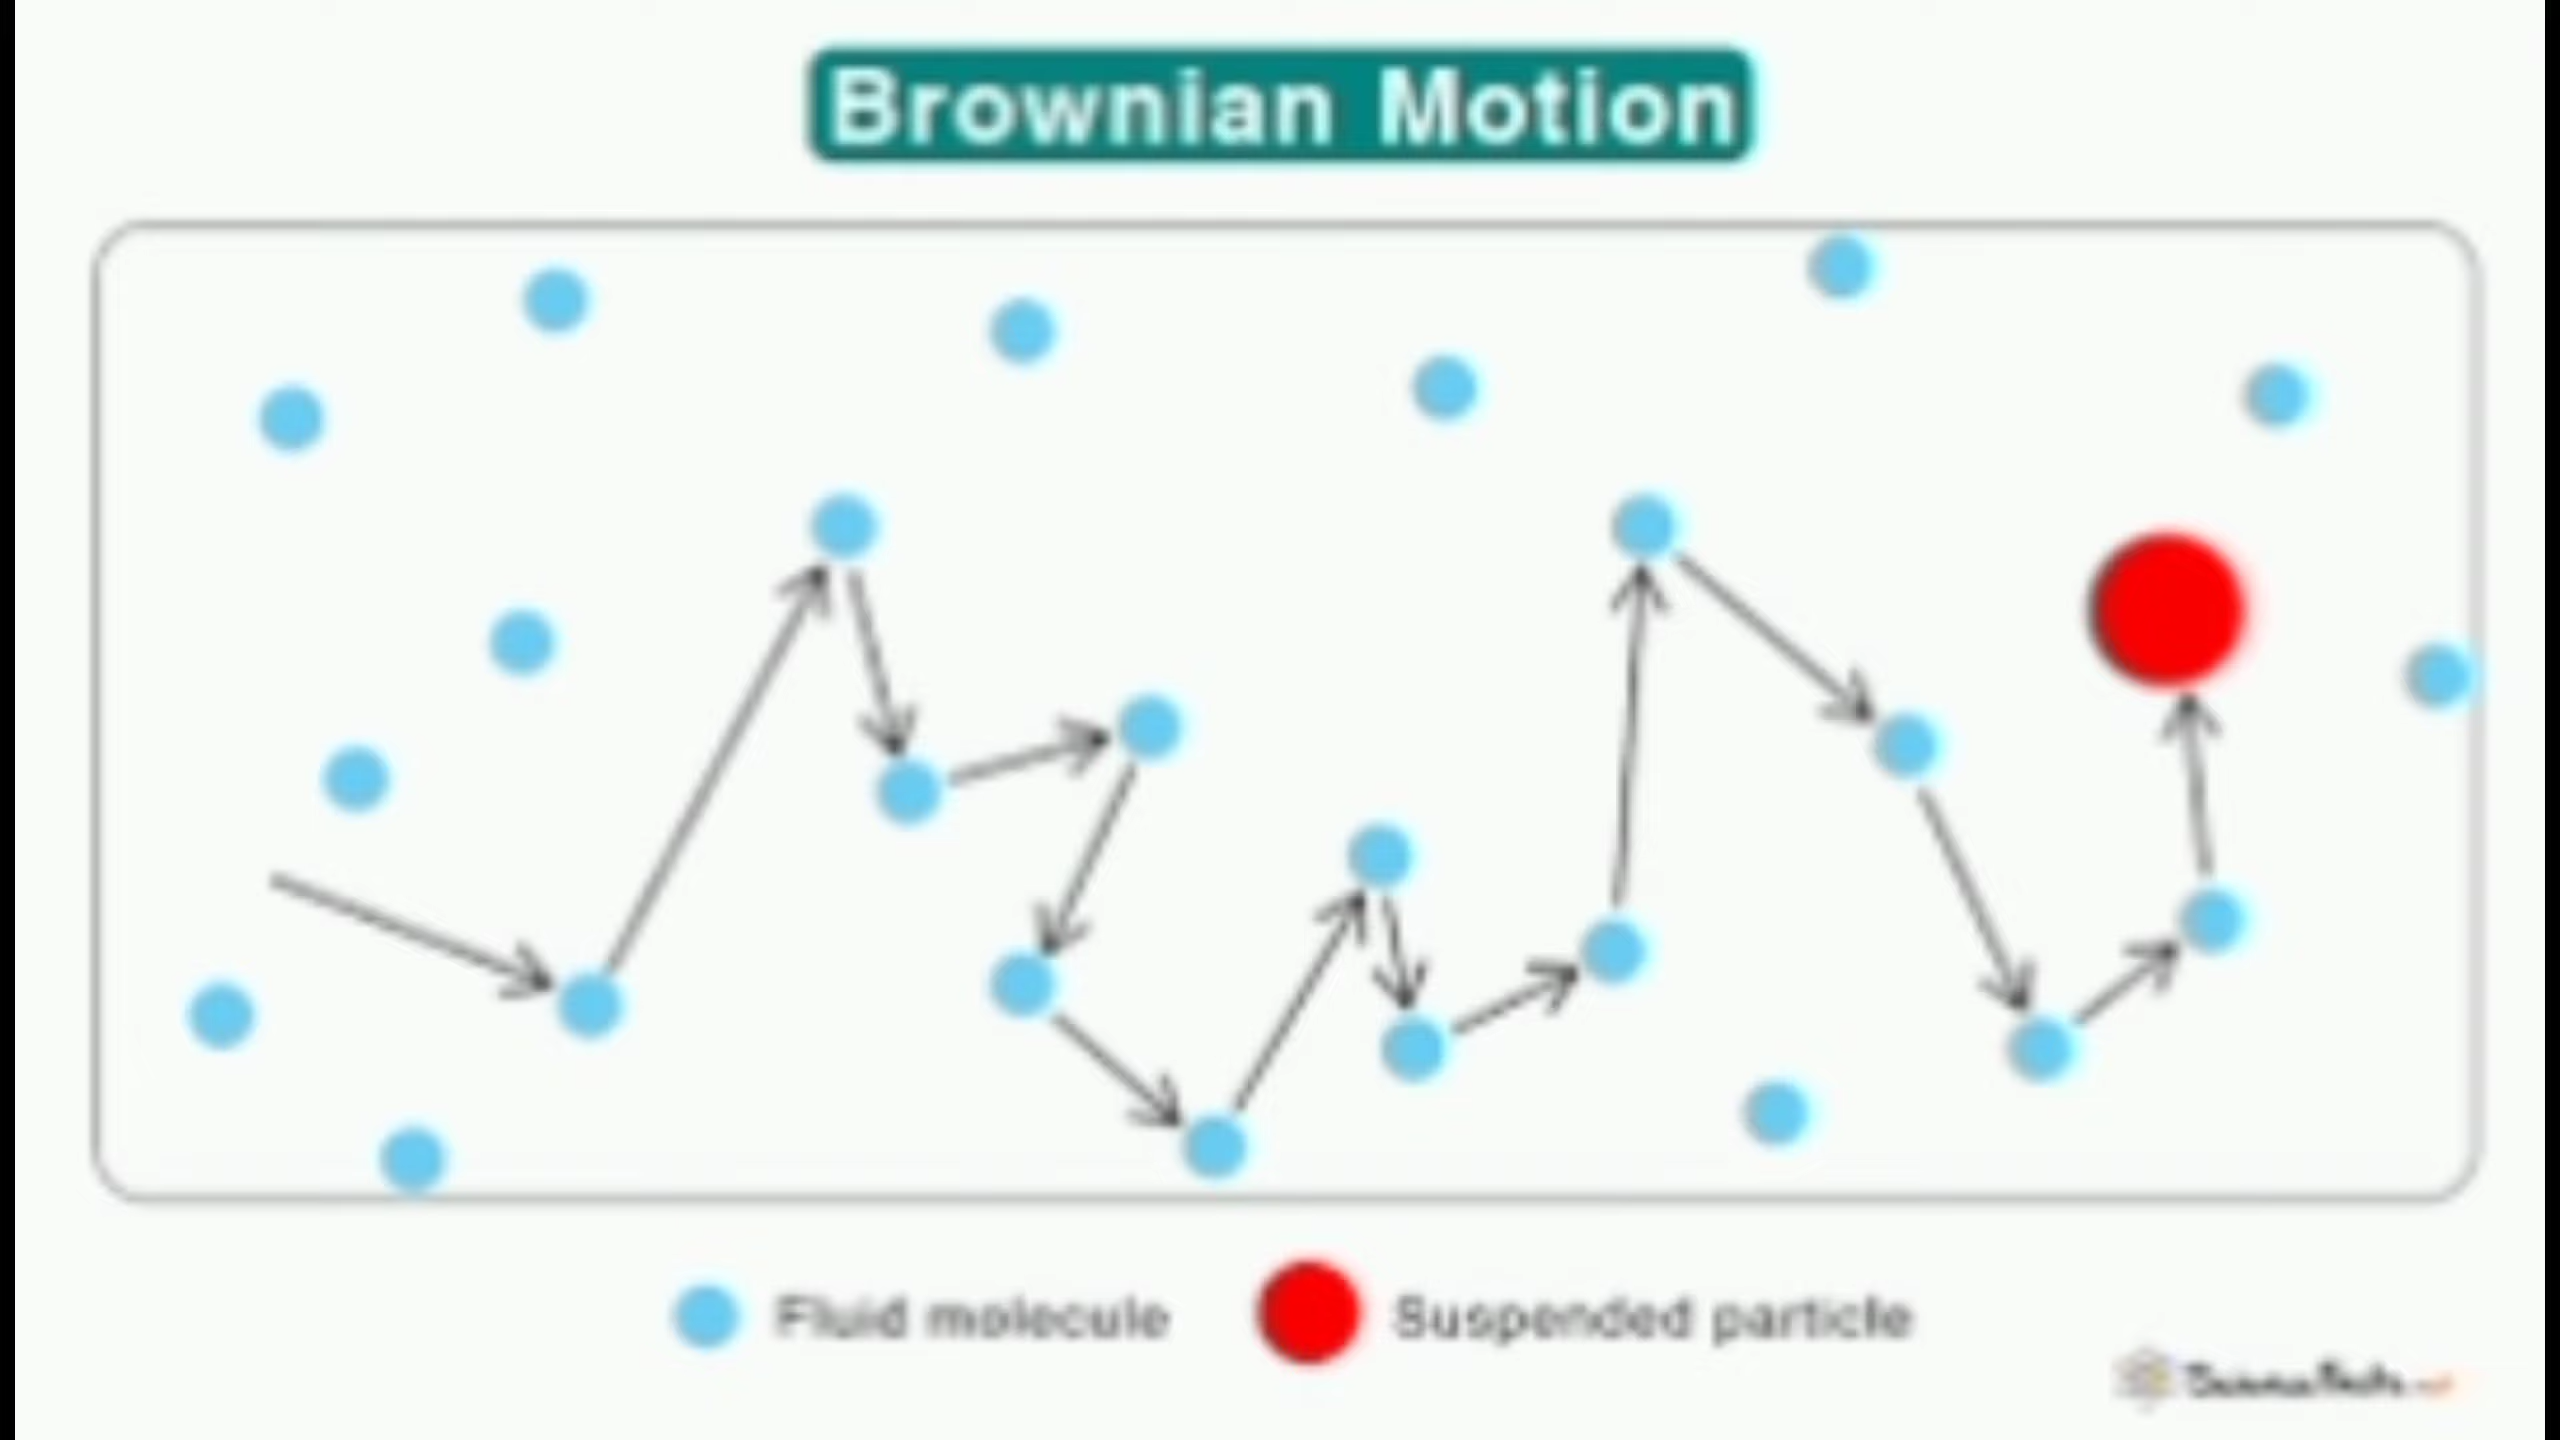 Brownian Motion
Fluid molecule
Suspended particle